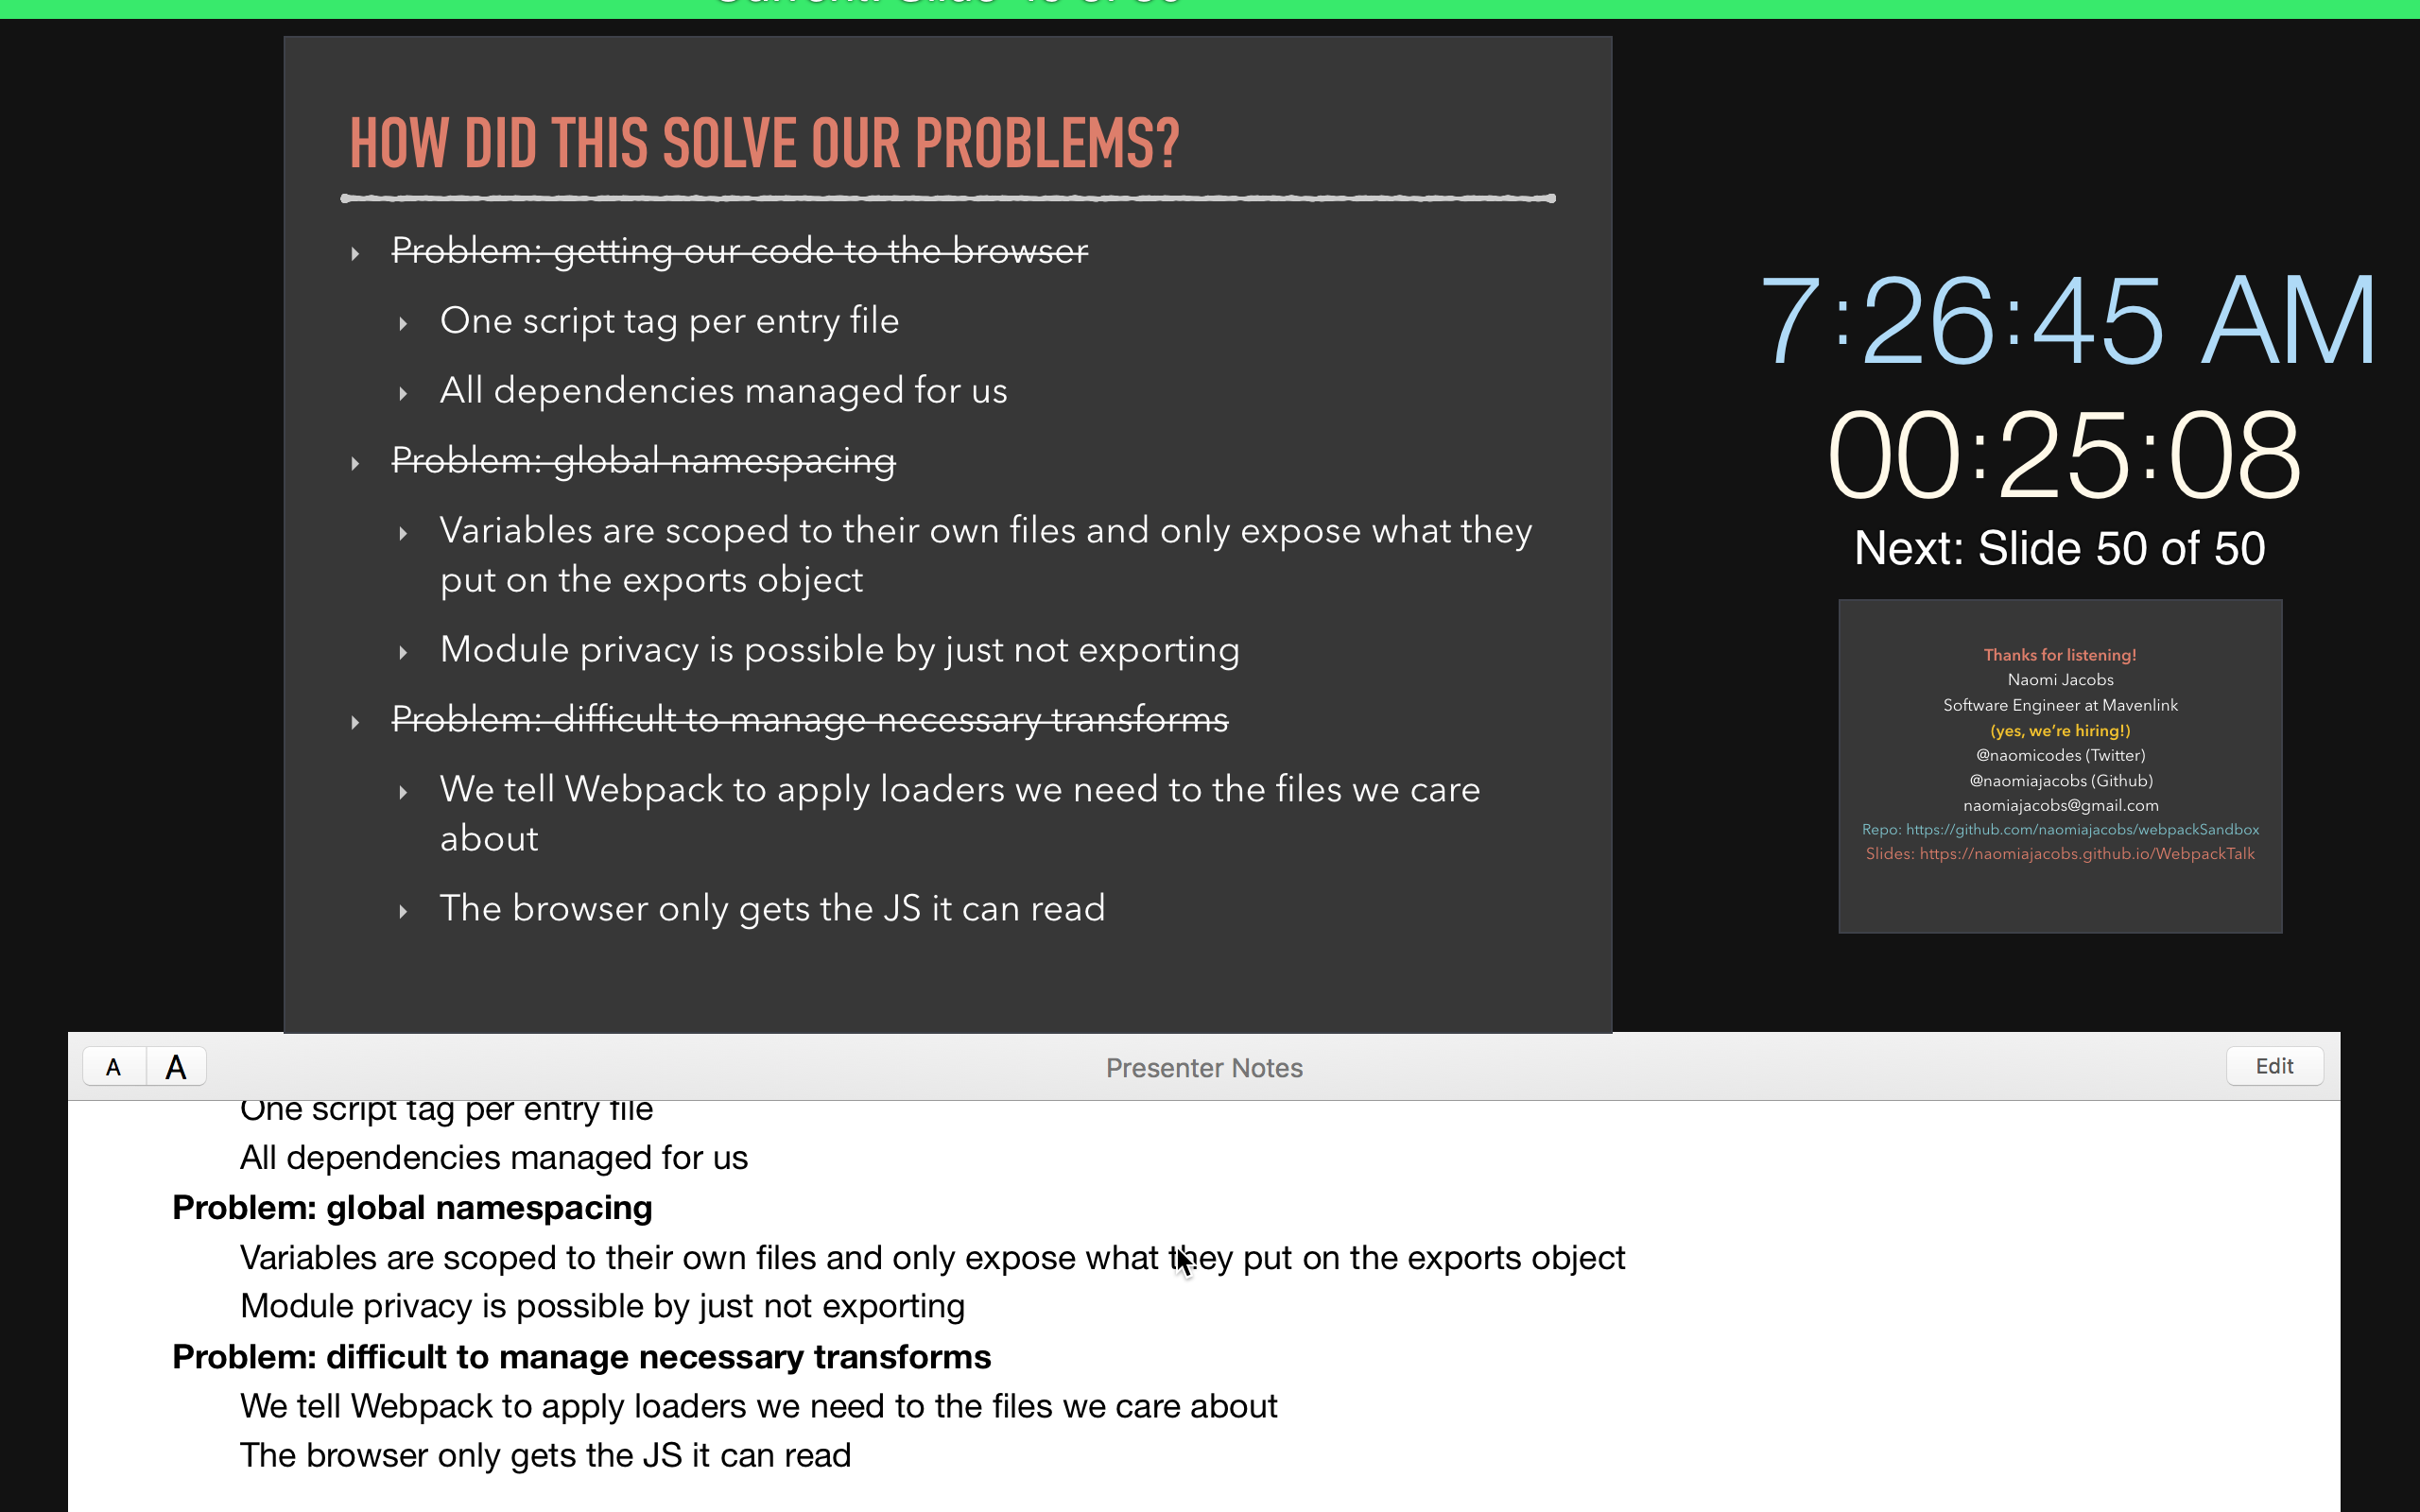 HOW DID THIS SOLVE OUR PROBLEMS?
Problem: getting our code to the browser
One script tag per entry file
All dependencies managed for us
Problem: global namespacing
Variables are scoped to their own files and only expose what they
put on the exports object
Module privacy is possible by just not exporting
Problem: difficult to manage necessary transforms
We tell Webpack to apply loaders we need to the files we care
about
The browser only gets the JS it can read
7:26:45 AM
00:25:08
Next: Slide 50 of 50
Thanks for listening!
Naomi Jacobs
Software Engineer at Mavenlink
(yes, we’re hiring!)
@naomicodes (Twitter)
@naomiajacobs (Github)
naomiajacobs@gmail.com
Repo: https://github.com/naomiajacobs/webpackSandbox
Slides: https://naomiajacobs.github.io/WebpackTalk
A A
Presenter Notes
Edit
One script tag per entry file
All dependencies managed for us
Problem: global namespacing
Variables are scoped to their own files and only expose what they put on the exports object
Module privacy is possible by just not exporting
Problem: difficult to manage necessary transforms
We tell Webpack to apply loaders we need to the files we care about
The browser only gets the JS it can read